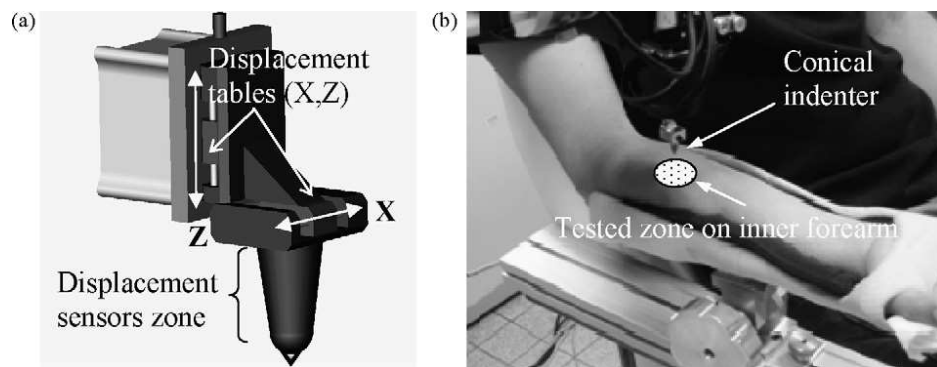 (a)
Displacement
tables (X,Z)
X
Z
Displacement
sensors zone
(b)
Conical
indenter
Tested zone on inner forearm